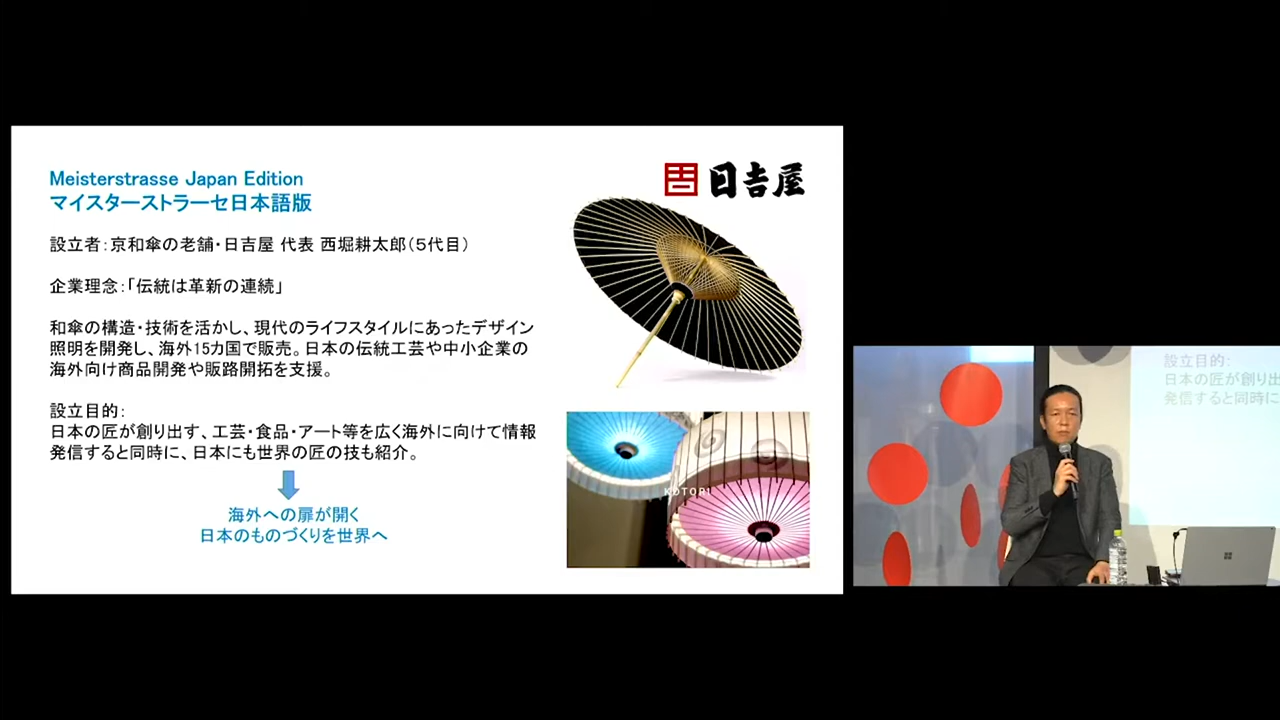 Meisterstrasse Japan Edition
マイスターストラーセ日本語版
日吉屋
設立者：京和傘の老舗・日吉屋 代表 西堀耕太郎（５代目）
企業理念：「伝統は革新の連続」
和傘の構造・技術を活かし、現代のライフスタイルにあったデザイン
照明を開発し、海外15カ国で販売。日本の伝統工芸や中小企業の
海外向け商品開発や販路開拓を支援。
設立目的：
日本の匠が創り出す、工芸・食品・アート等を広く海外に向けて情報
発信すると同時に、日本にも世界の匠の技も紹介。
海外への扉が開く
日本のものづくりを世界へ
KOTORI
設立目的：
日本の匠が創り出
発信すると同時に